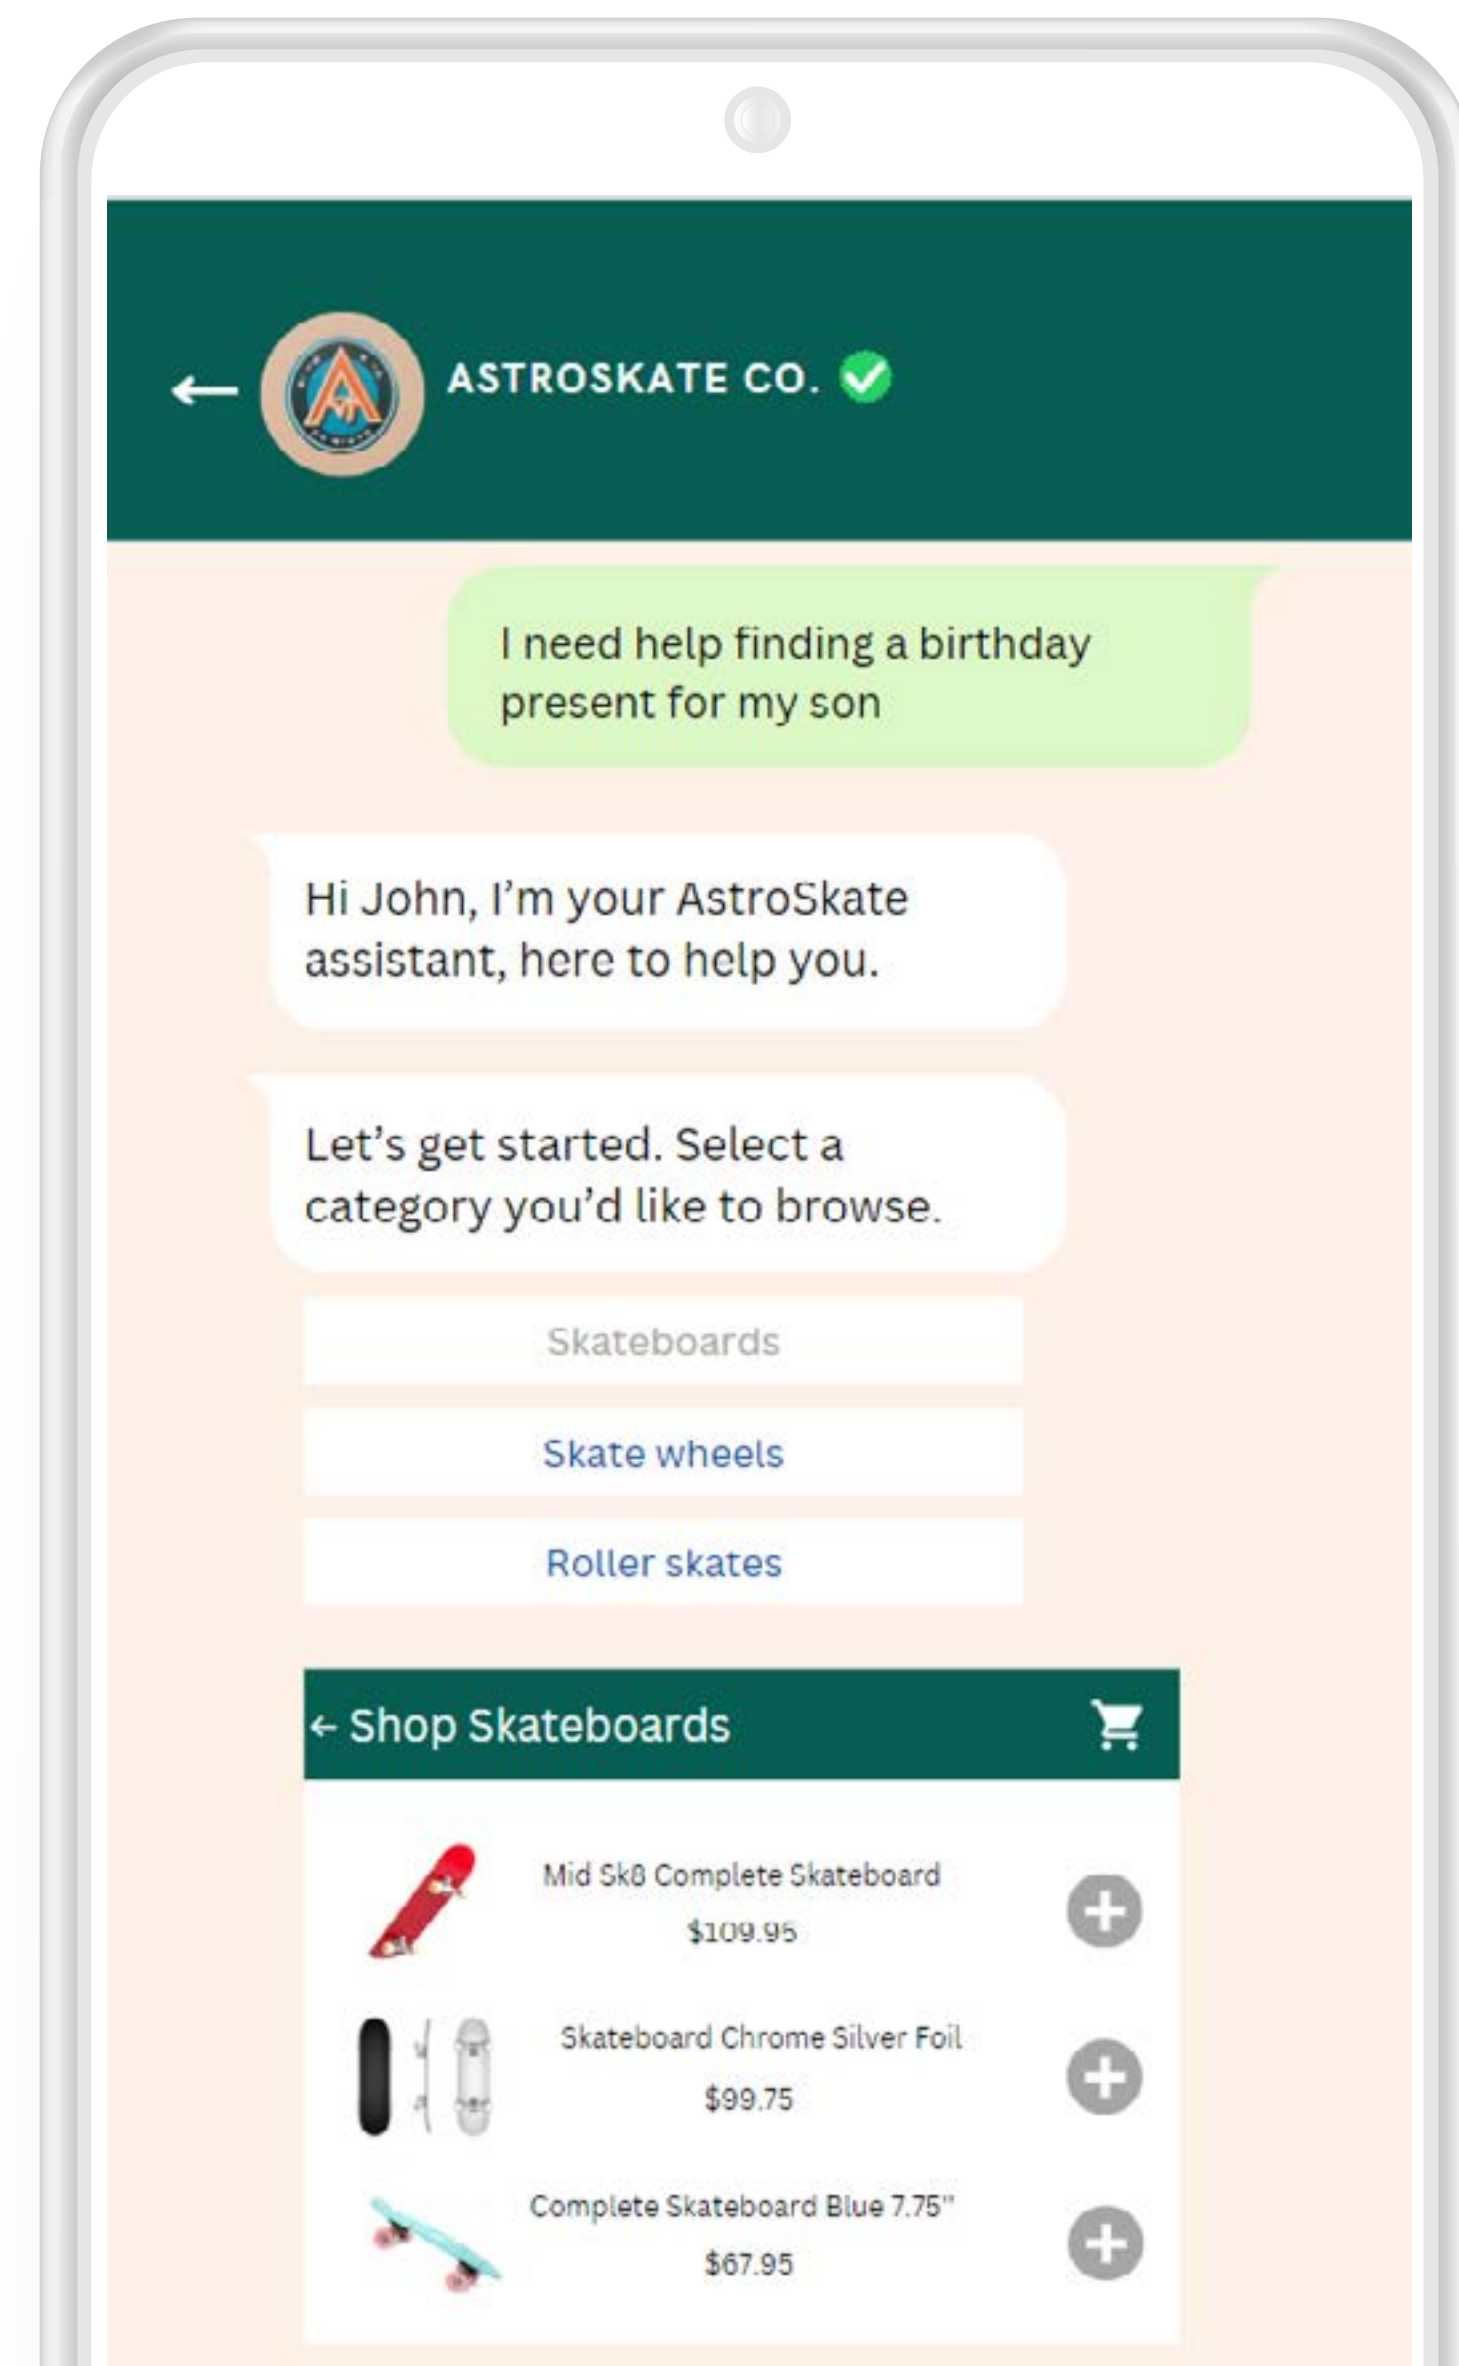 ASTROSKATE CO.
I need help finding a birthday
present for my son
Hi John, I'm your AstroSkate
assistant, here to help you.
Let's get started. Select a
category you'd like to browse.
Skateboards
Skate wheels
Roller skates
← Shop Skateboards
Mid Sk8 Complete Skateboard
$109.95
Skateboard Chrome Silver Foil
$99.75
Complete Skateboard Blue 7.75"
$67.95